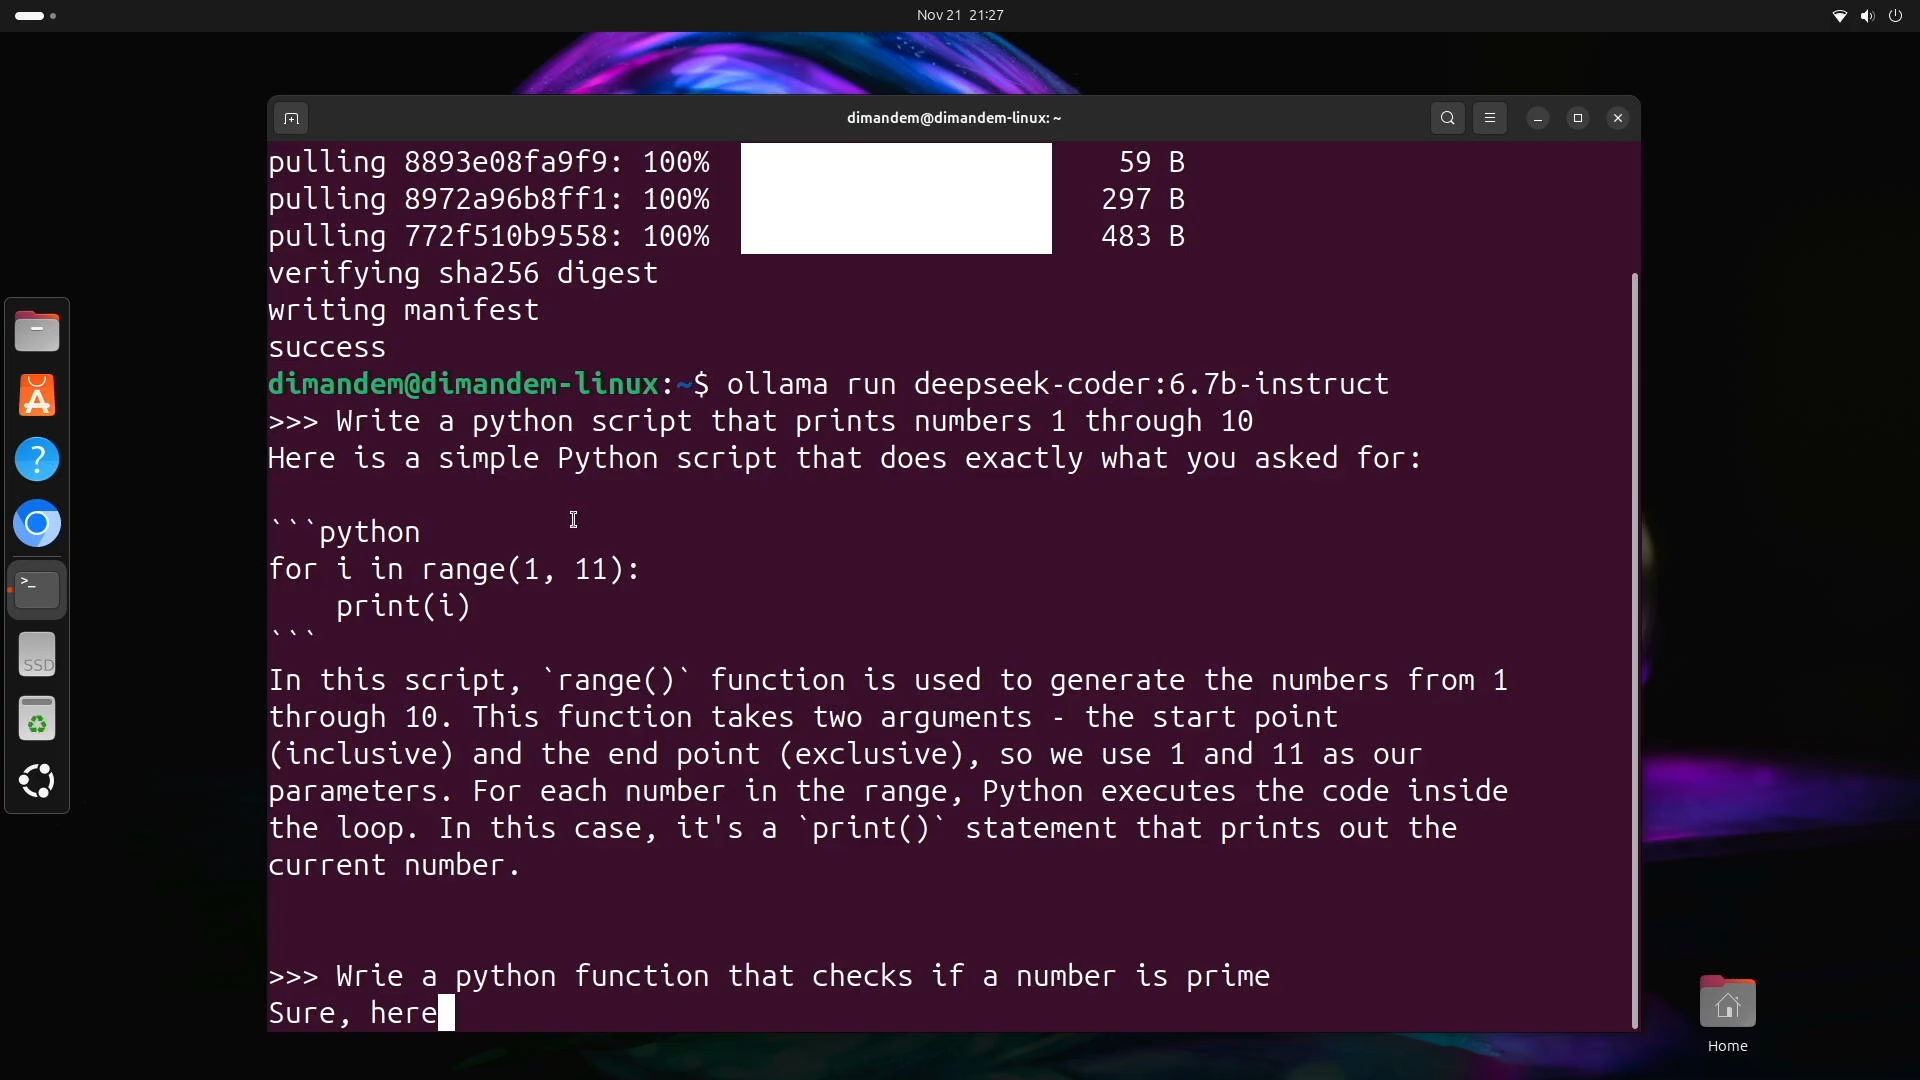 Nov 21 21:27
dimandem@dimandem-linux: ~
pulling 8893e08fa9f9: 100% 59 B
pulling 8972a96b8ff1: 100% 297 B
pulling 772f510b9558: 100% 483 B
verifying sha256 digest
writing manifest
success
dimandem@dimandem-linux:~$ ollama run deepseek-coder:6.7b-instruct
>>> Write a python script that prints numbers 1 through 10
Here is a simple Python script that does exactly what you asked for:
```python
for i in range(1, 11):
    print(i)
```
In this script, `range()` function is used to generate the numbers from 1
through 10. This function takes two arguments - the start point
(inclusive) and the end point (exclusive), so we use 1 and 11 as our
parameters. For each number in the range, Python executes the code inside
the loop. In this case, it's a `print()` statement that prints out the
current number.
>>> Wrie a python function that checks if a number is prime
Sure, here
SSD
Home